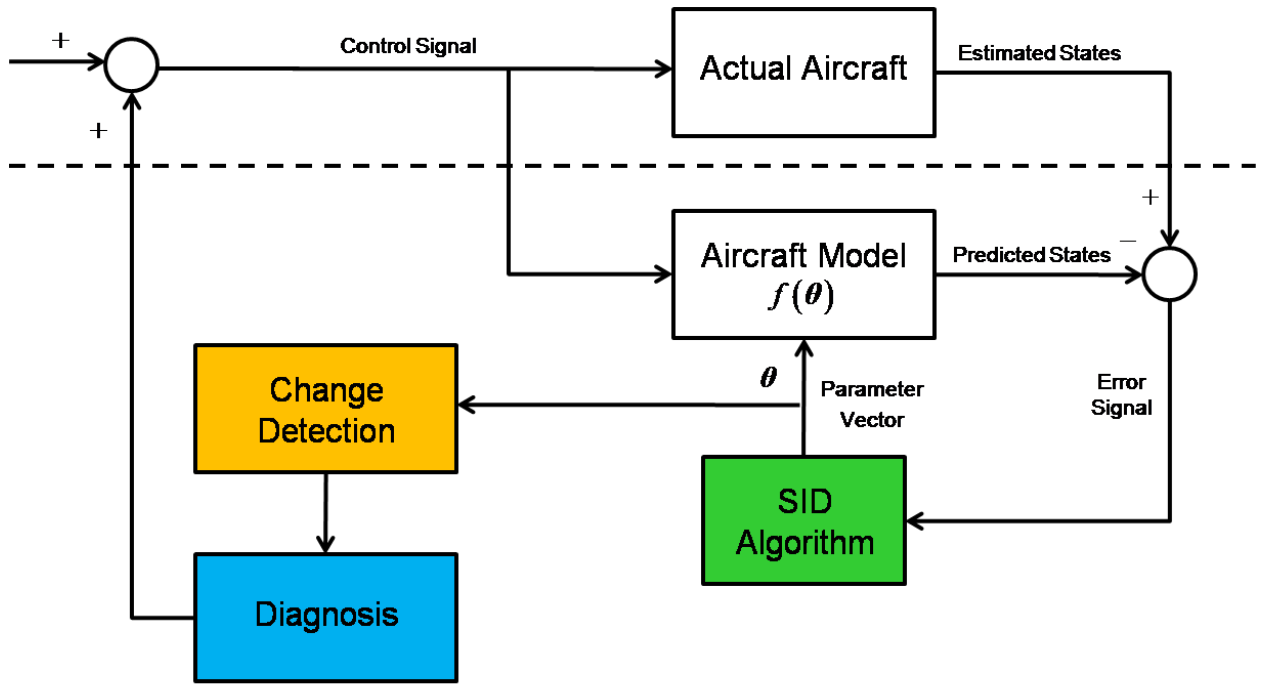 +
Control Signal
Actual Aircraft
Estimated States
+
+
Aircraft Model
f(θ)
Predicted States
−
θ
Parameter
Vector
Error
Signal
Change
Detection
SID
Algorithm
Diagnosis